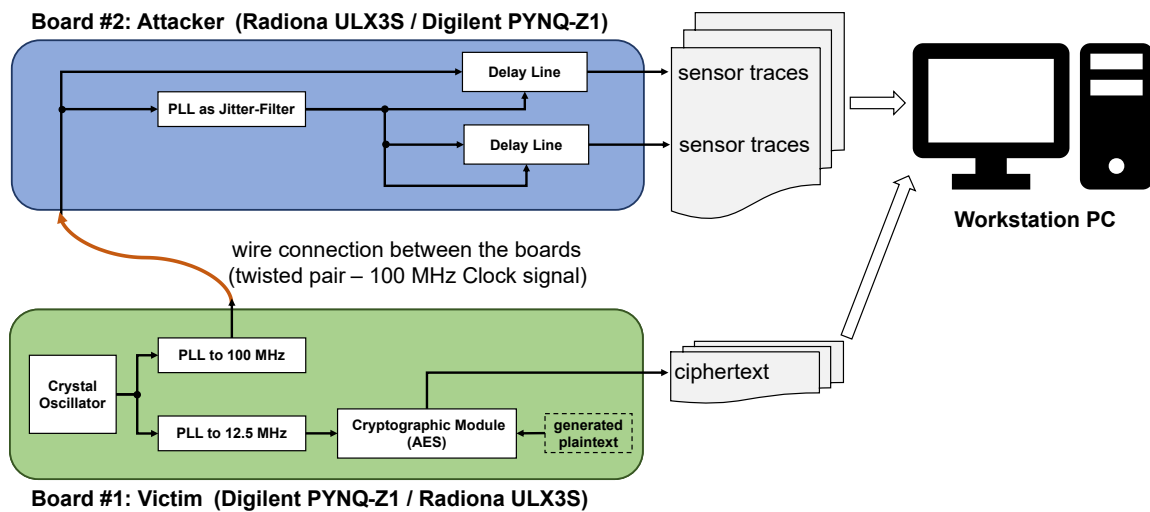 Board #2: Attacker (Radiona ULX3S / Digilent PYNQ-Z1)
Delay Line
sensor traces
PLL as Jitter-Filter
Delay Line
sensor traces
Workstation PC
wire connection between the boards
(twisted pair – 100 MHz Clock signal)
PLL to 100 MHz
Crystal
Oscillator
ciphertext
PLL to 12.5 MHz
Cryptographic Module
(AES)
generated
plaintext
Board #1: Victim (Digilent PYNQ-Z1 / Radiona ULX3S)